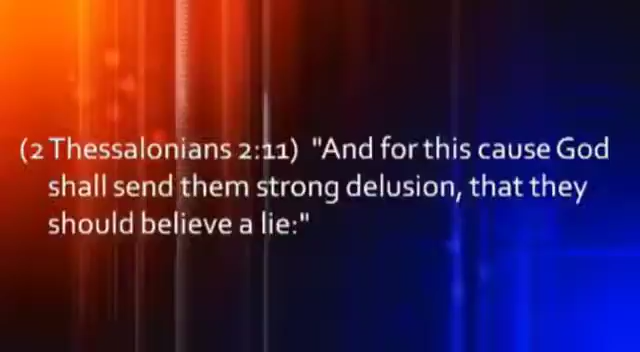 (2 Thessalonians 2:11) "And for this cause God
shall send them strong delusion, that they
should believe a lie:"